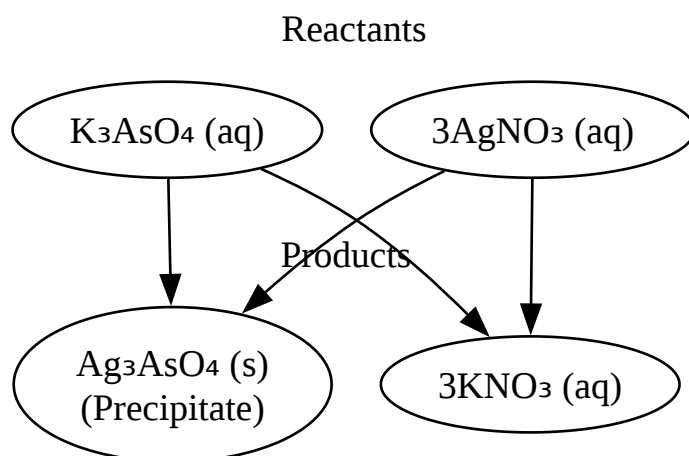 Reactants
K₃AsO₄ (aq)
3AgNO₃ (aq)
Products
Ag₃AsO₄ (s)
(Precipitate)
3KNO₃ (aq)